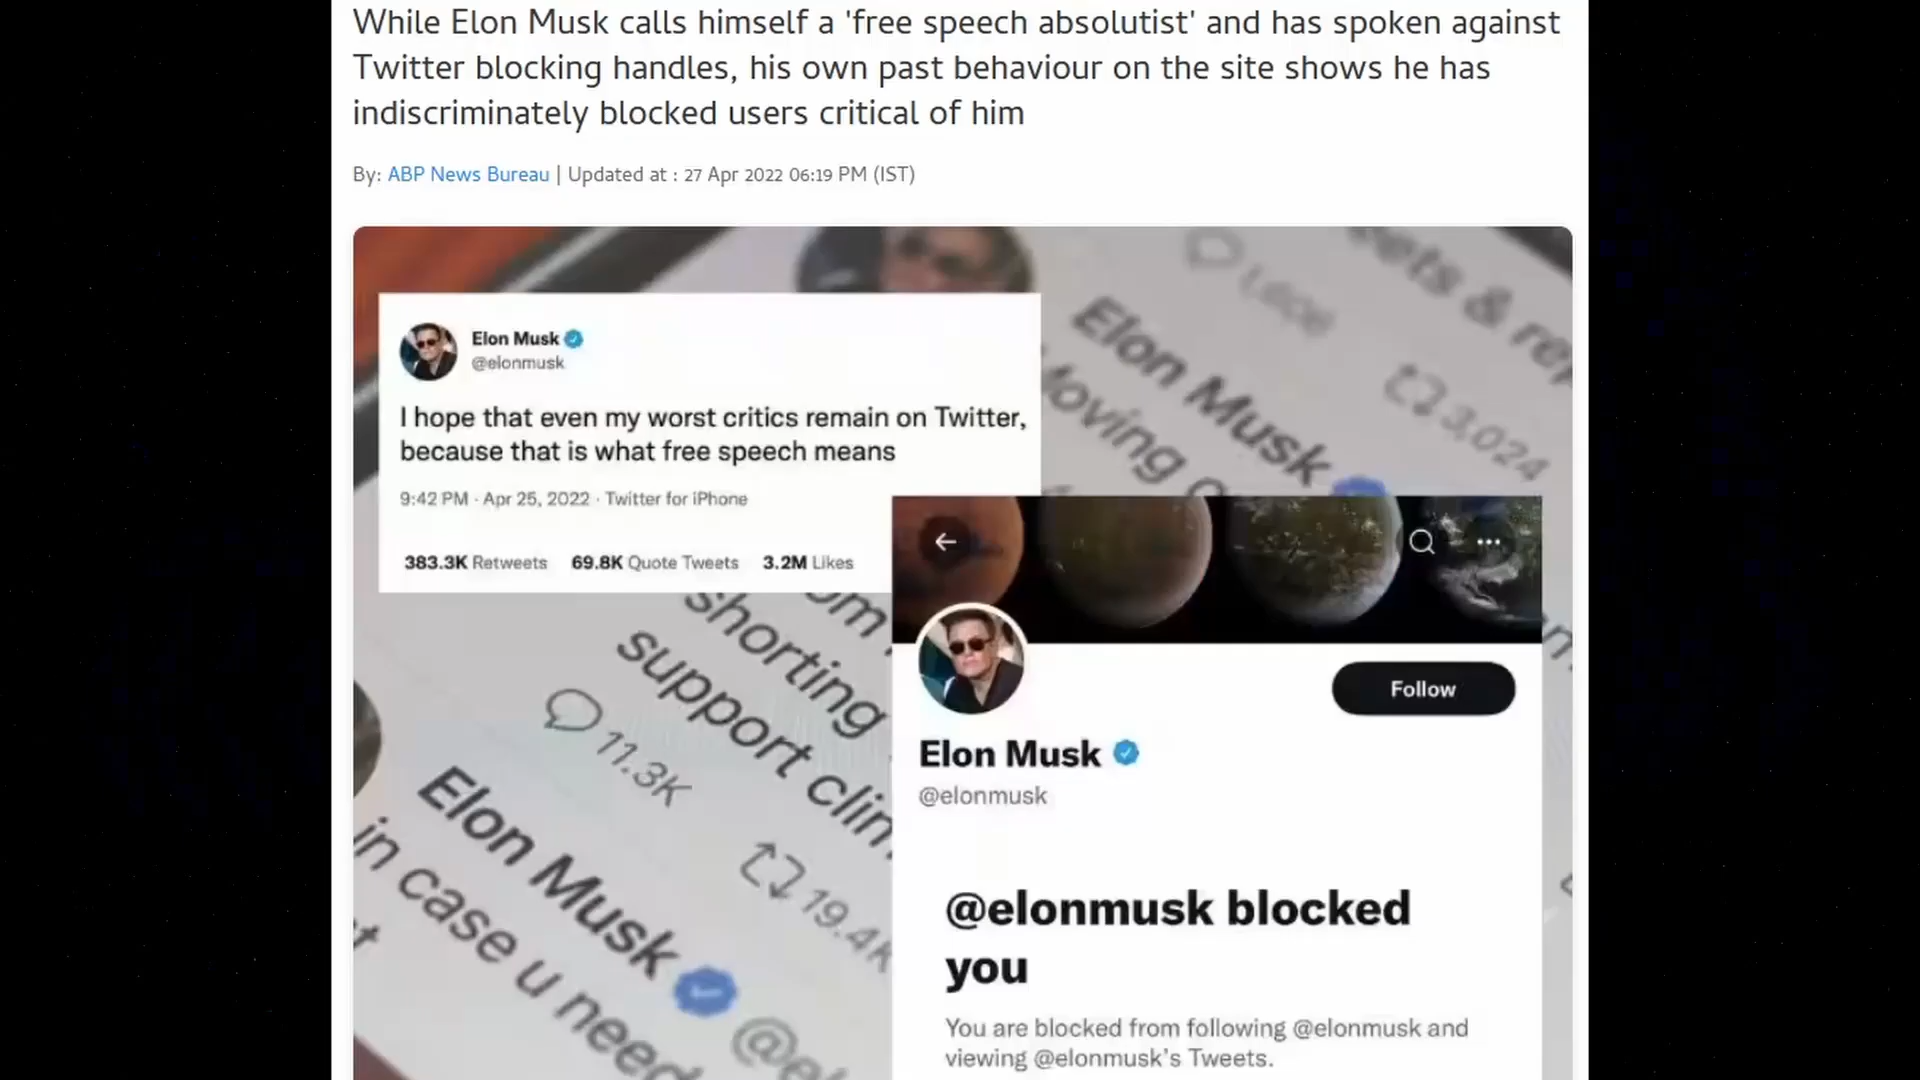 While Elon Musk calls himself a 'free speech absolutist' and has spoken against
Twitter blocking handles, his own past behaviour on the site shows he has
indiscriminately blocked users critical of him
By: ABP News Bureau | Updated at : 27 Apr 2022 06:19 PM (IST)
Elon Musk
@elonmusk
I hope that even my worst critics remain on Twitter,
because that is what free speech means
9:42 PM · Apr 25, 2022 · Twitter for iPhone
383.3K Retweets 69.8K Quote Tweets 3.2M Likes
Elon Musk
3,024
shorting
support
11.3K
Elon Musk
19.4K
in case u need
Follow
Elon Musk
@elonmusk
@elonmusk blocked
you
You are blocked from following @elonmusk and
viewing @elonmusk's Tweets.